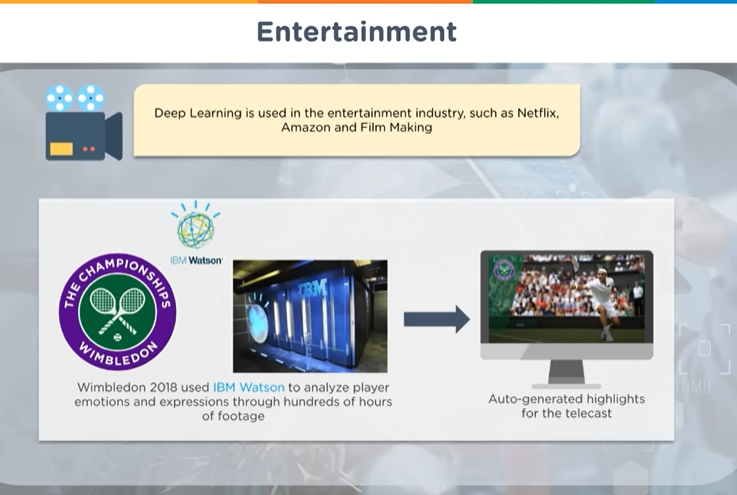 Entertainment
Deep Learning is used in the entertainment industry, such as Netflix,
Amazon and Film Making
IBM Watson
THE CHAMPIONSHIPS
WIMBLEDON
IBM
Wimbledon 2018 used IBM Watson to analyze player
emotions and expressions through hundreds of hours
of footage
Auto-generated highlights
for the telecast